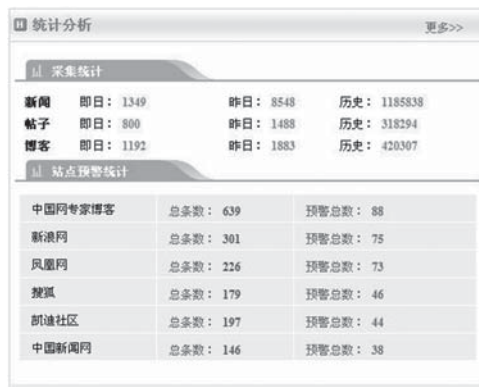 H 统计分析 更多>>
采集统计
新闻 即日： 1349 昨日： 8548 历史： 1185838
帖子 即日： 800 昨日： 1488 历史： 318294
博客 即日： 1192 昨日： 1883 历史： 420307
站点预警统计
中国网专家博客 总条数： 639 预警总数： 88
新浪网 总条数： 301 预警总数： 75
凤凰网 总条数： 226 预警总数： 73
搜狐 总条数： 179 预警总数： 46
凯迪社区 总条数： 197 预警总数： 44
中国新闻网 总条数： 146 预警总数： 38